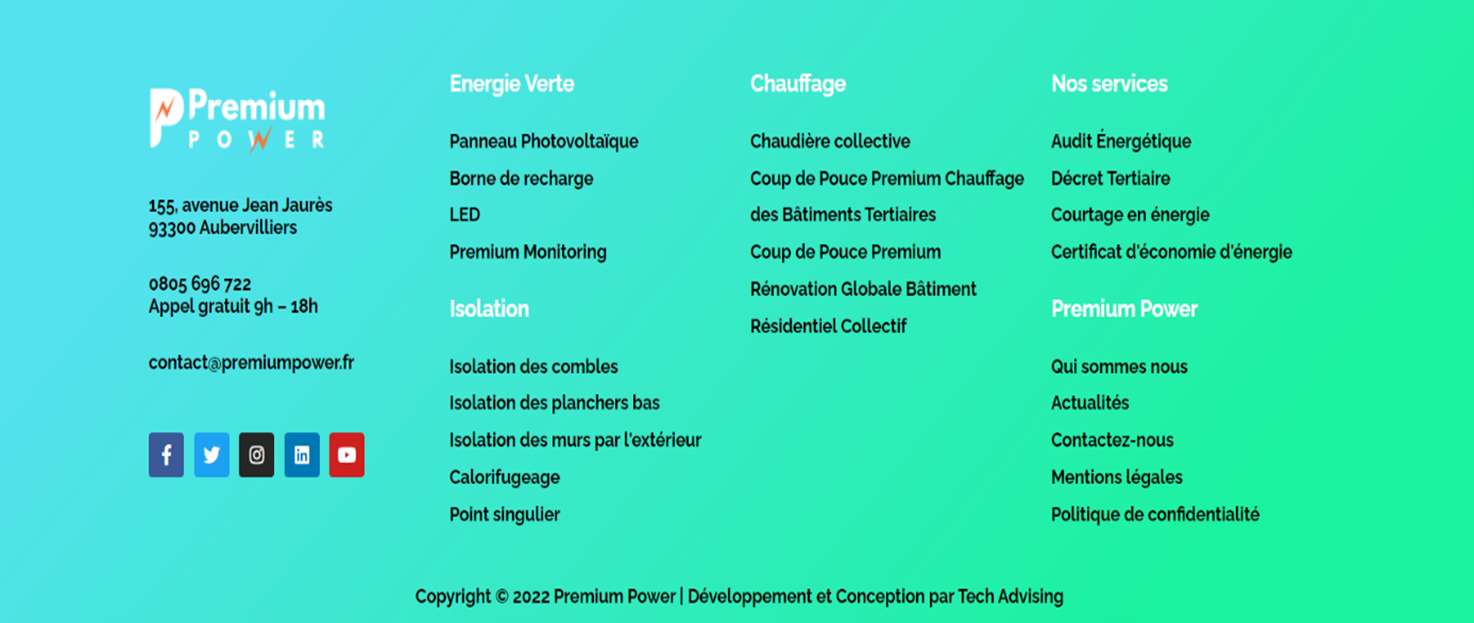 Premium
POWER
155, avenue Jean Jaurès
93300 Aubervilliers
0805 696 722
Appel gratuit 9h – 18h
contact@premiumpower.fr
Energie Verte
Panneau Photovoltaïque
Borne de recharge
LED
Premium Monitoring
Isolation
Isolation des combles
Isolation des planchers bas
Isolation des murs par l'extérieur
Calorifugeage
Point singulier
Chauffage
Chaudière collective
Coup de Pouce Premium Chauffage
des Bâtiments Tertiaires
Coup de Pouce Premium
Rénovation Globale Bâtiment
Résidentiel Collectif
Nos services
Audit Énergétique
Décret Tertiaire
Courtage en énergie
Certificat d'économie d'énergie
Premium Power
Qui sommes nous
Actualités
Contactez-nous
Mentions légales
Politique de confidentialité
Copyright © 2022 Premium Power | Développement et Conception par Tech Advising